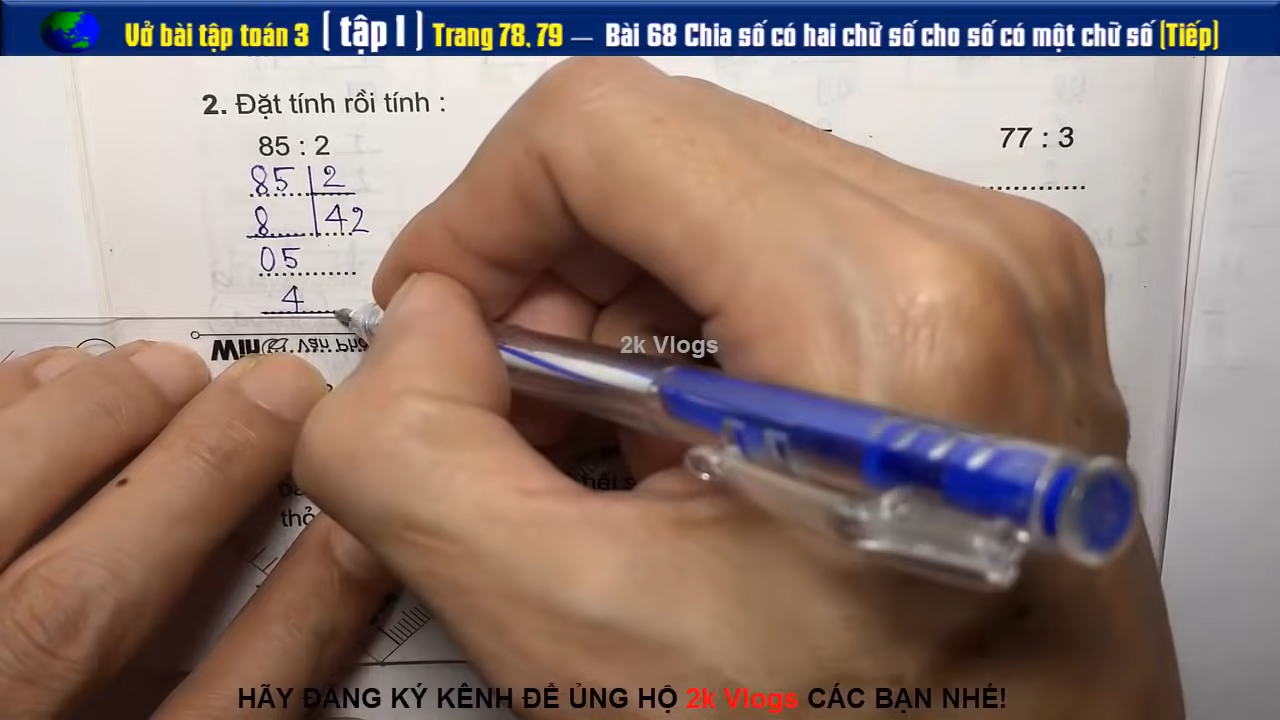 Vở bài tập toán 3 ( tập 1 ) Trang 78, 79 — Bài 68 Chia số có hai chữ số cho số có một chữ số (Tiếp)
2. Đặt tính rồi tính :
85 : 2
77 : 3
85 2
8 42
05
4
2k Vlogs
HÃY ĐĂNG KÝ KÊNH ĐỂ ỦNG HỘ 2k Vlogs CÁC BẠN NHÉ!